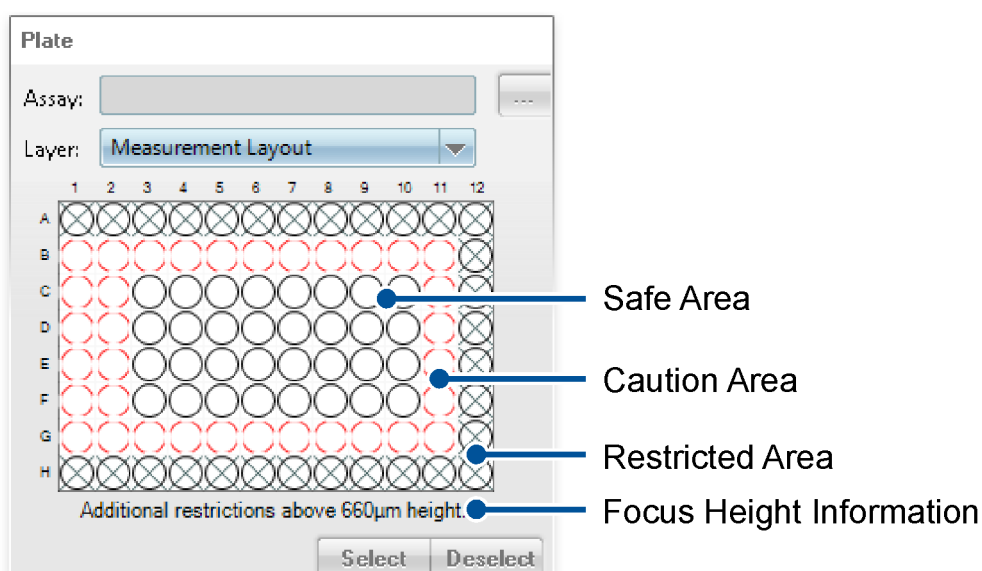 Plate
Assay:
...
Layer: Measurement Layout
1 2 3 4 5 6 7 8 9 10 11 12
A
B
C
Safe Area
D
E
Caution Area
F
G
Restricted Area
H
Additional restrictions above 660µm height.
Focus Height Information
Select Deselect